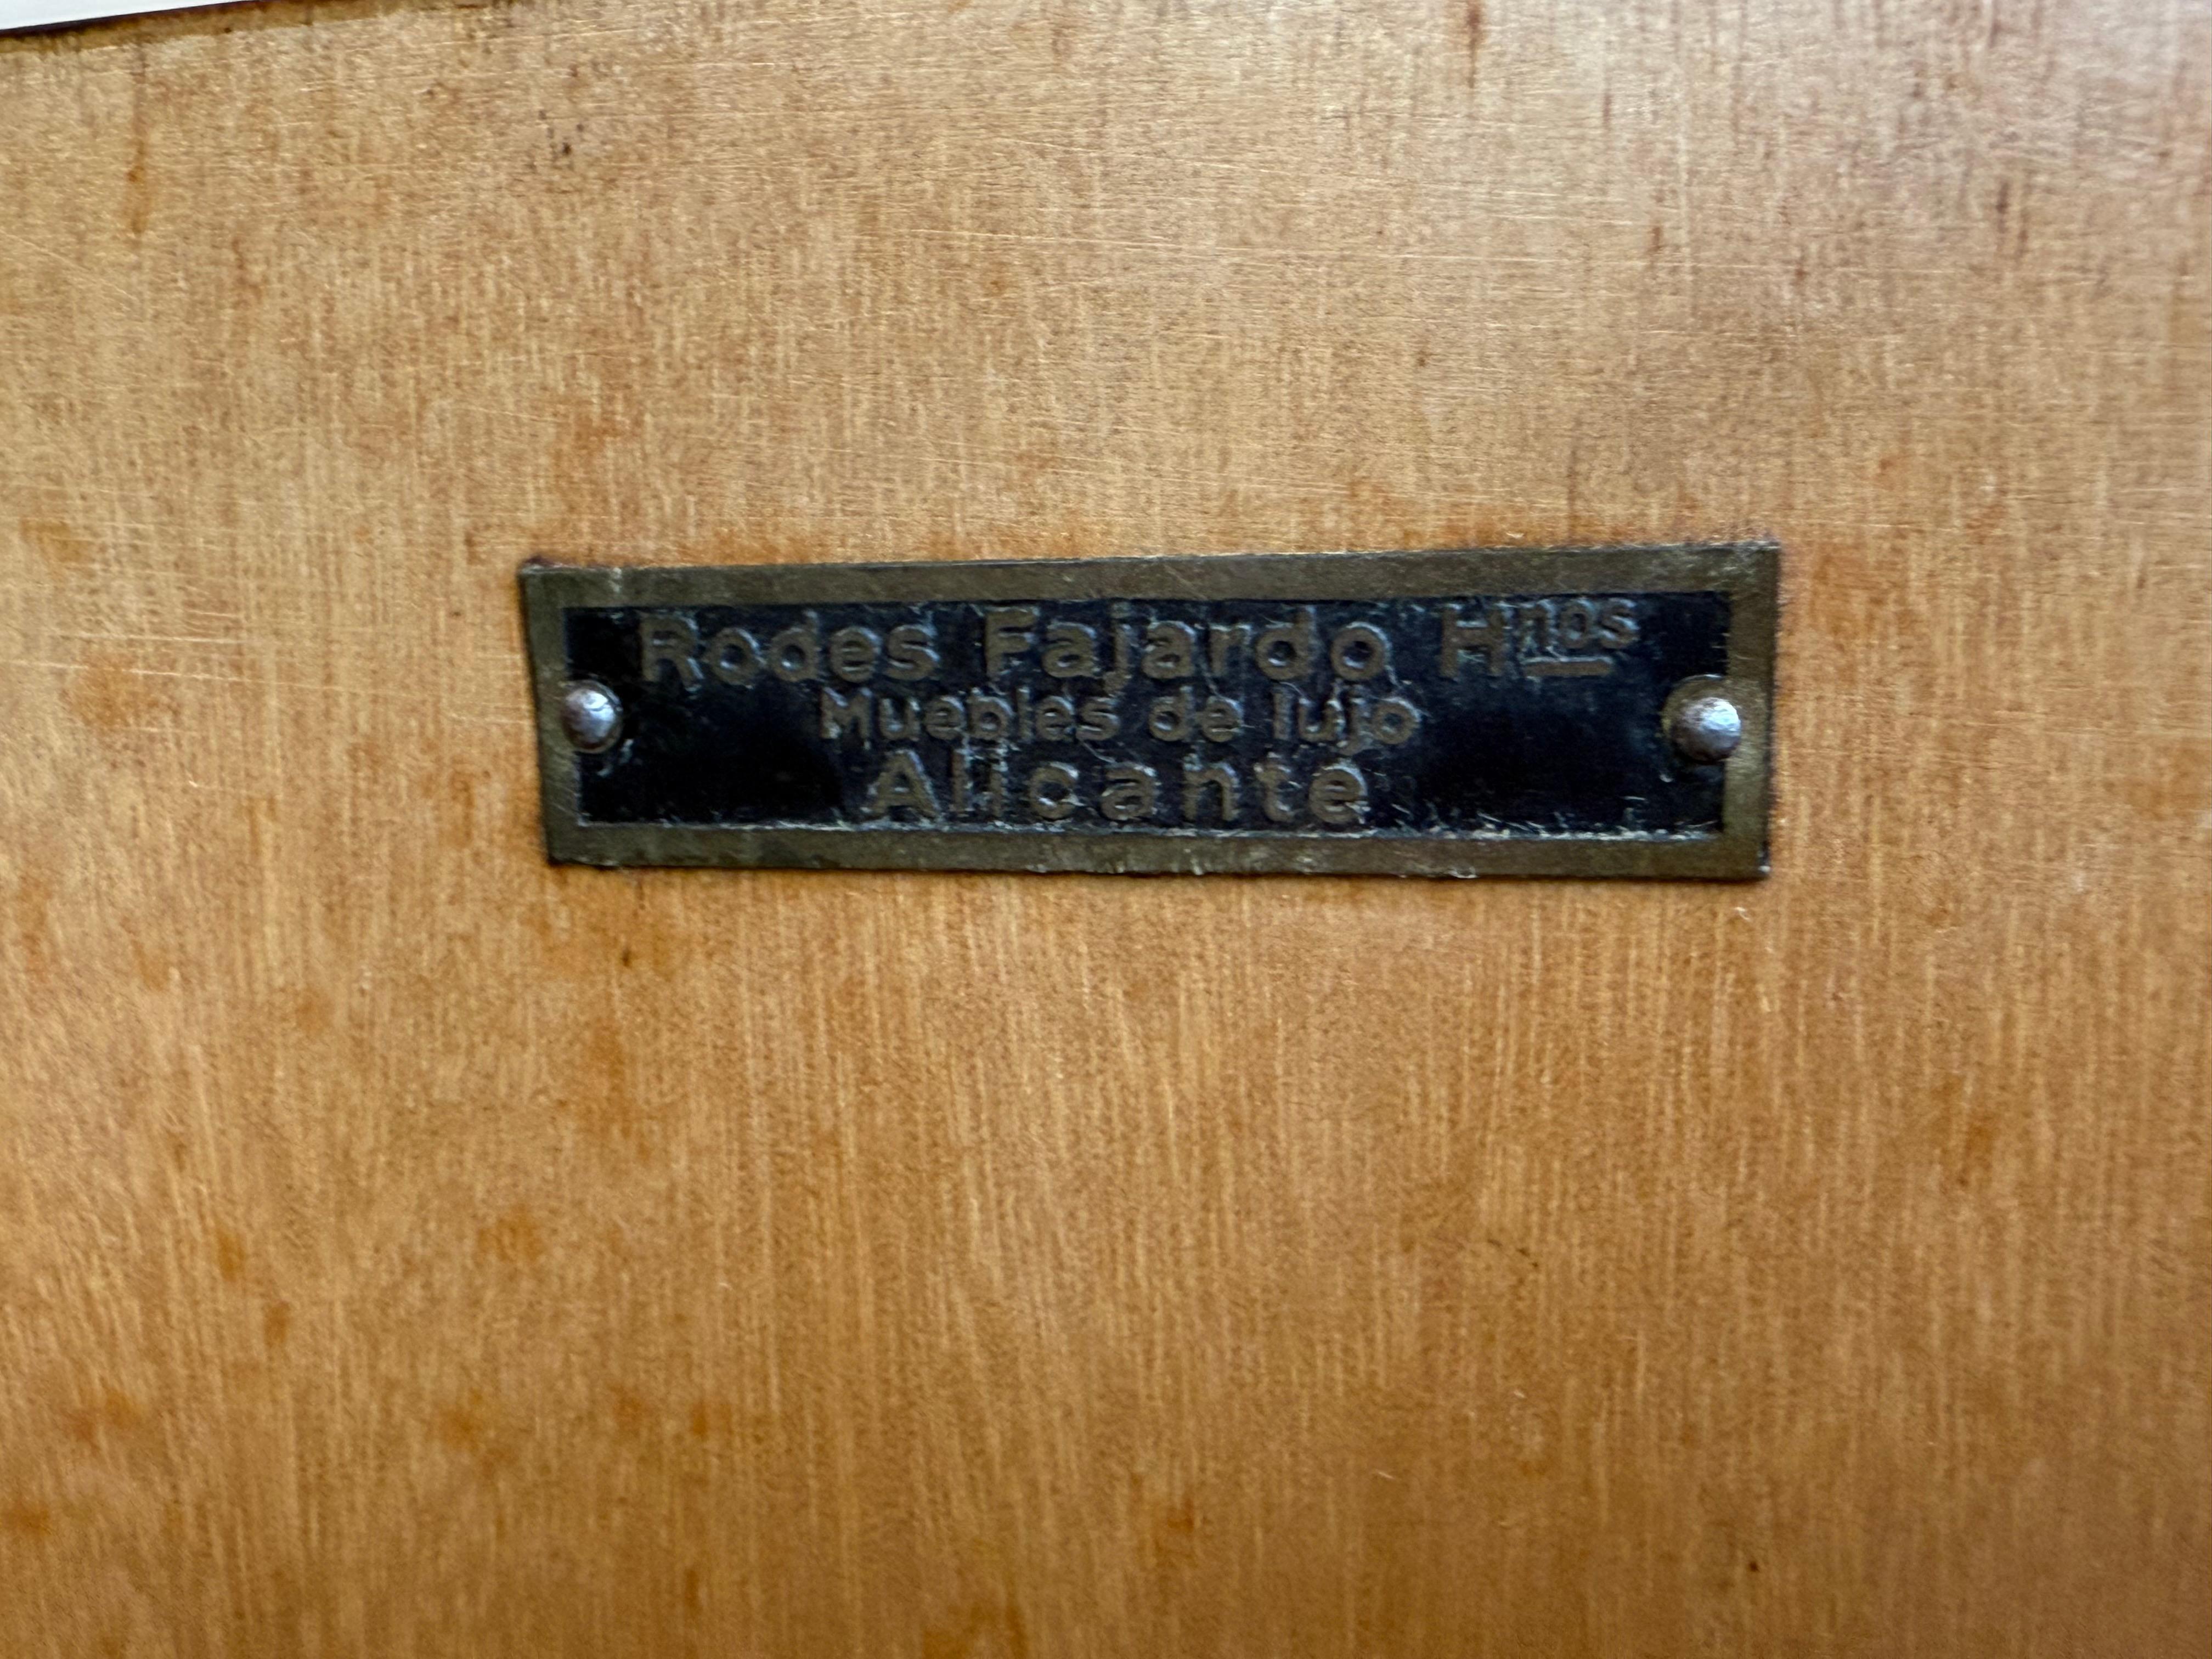 Rodes Fajardo Hnos
Muebles de lujo
Alicante